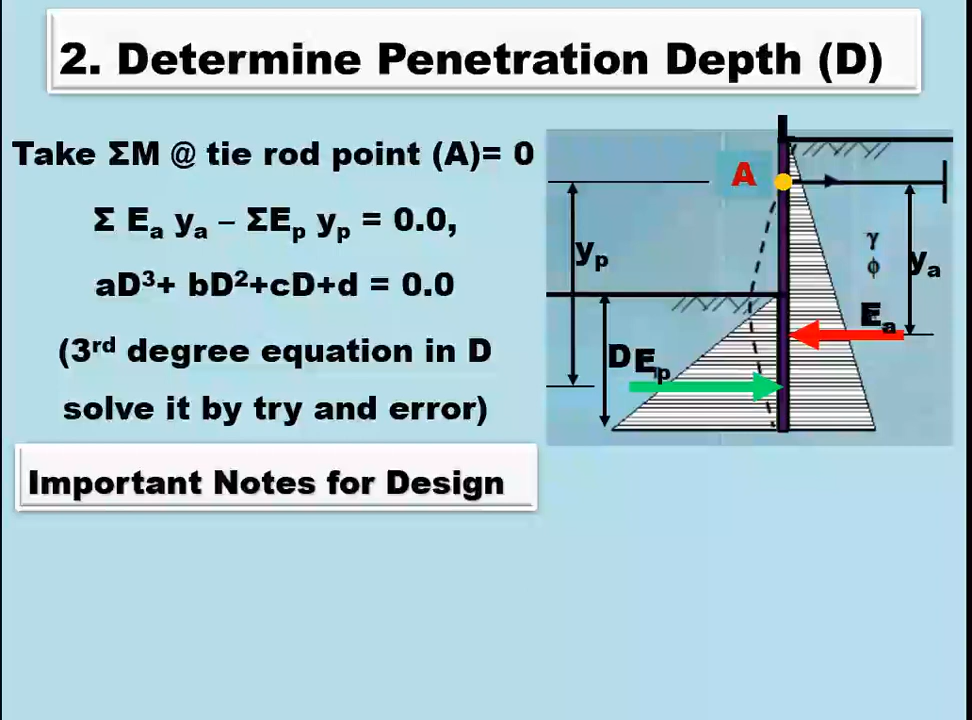 2. Determine Penetration Depth (D)
Take ΣM @ tie rod point (A)= 0
Σ Eₐ yₐ – ΣEₚ yₚ = 0.0,
aD³+ bD²+cD+d = 0.0
(3ʳᵈ degree equation in D
solve it by try and error)
Important Notes for Design
A
yₚ
γ
ϕ
yₐ
Eₐ
D
Eₚ